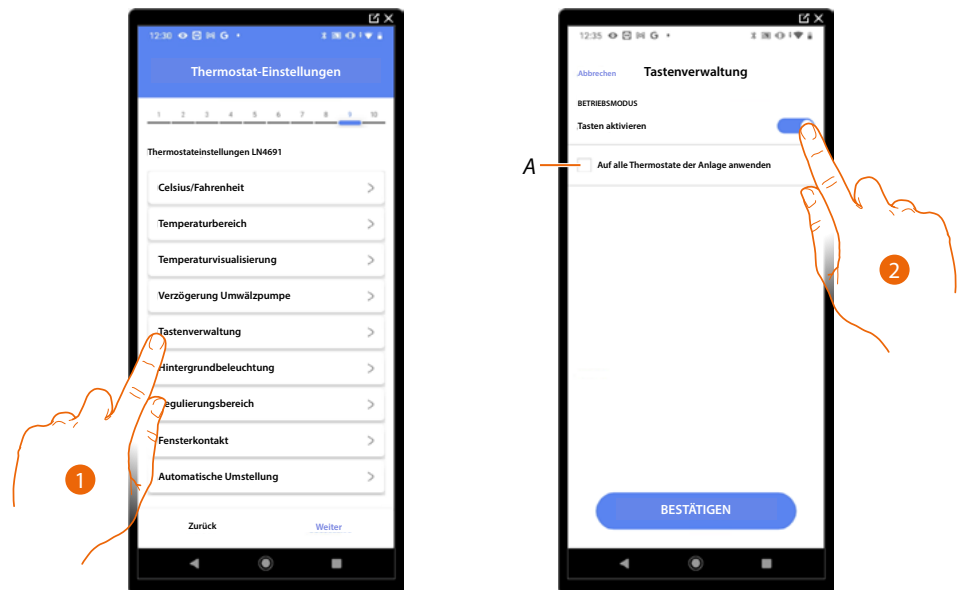 12:30 G
Thermostat-Einstellungen
1 2 3 4 5 6 7 8 9 10
Thermostateinstellungen LN4691
Celsius/Fahrenheit
Temperaturbereich
Temperaturvisualisierung
Verzögerung Umwälzpumpe
Tastenverwaltung
Hintergrundbeleuchtung
egulierungsbereich
Fensterkontakt
Automatische Umstellung
Zurück Weiter
1
12:35 G
Abbrechen Tastenverwaltung
BETRIEBSMODUS
Tasten aktivieren
A
Auf alle Thermostate der Anlage anwenden
2
BESTÄTIGEN